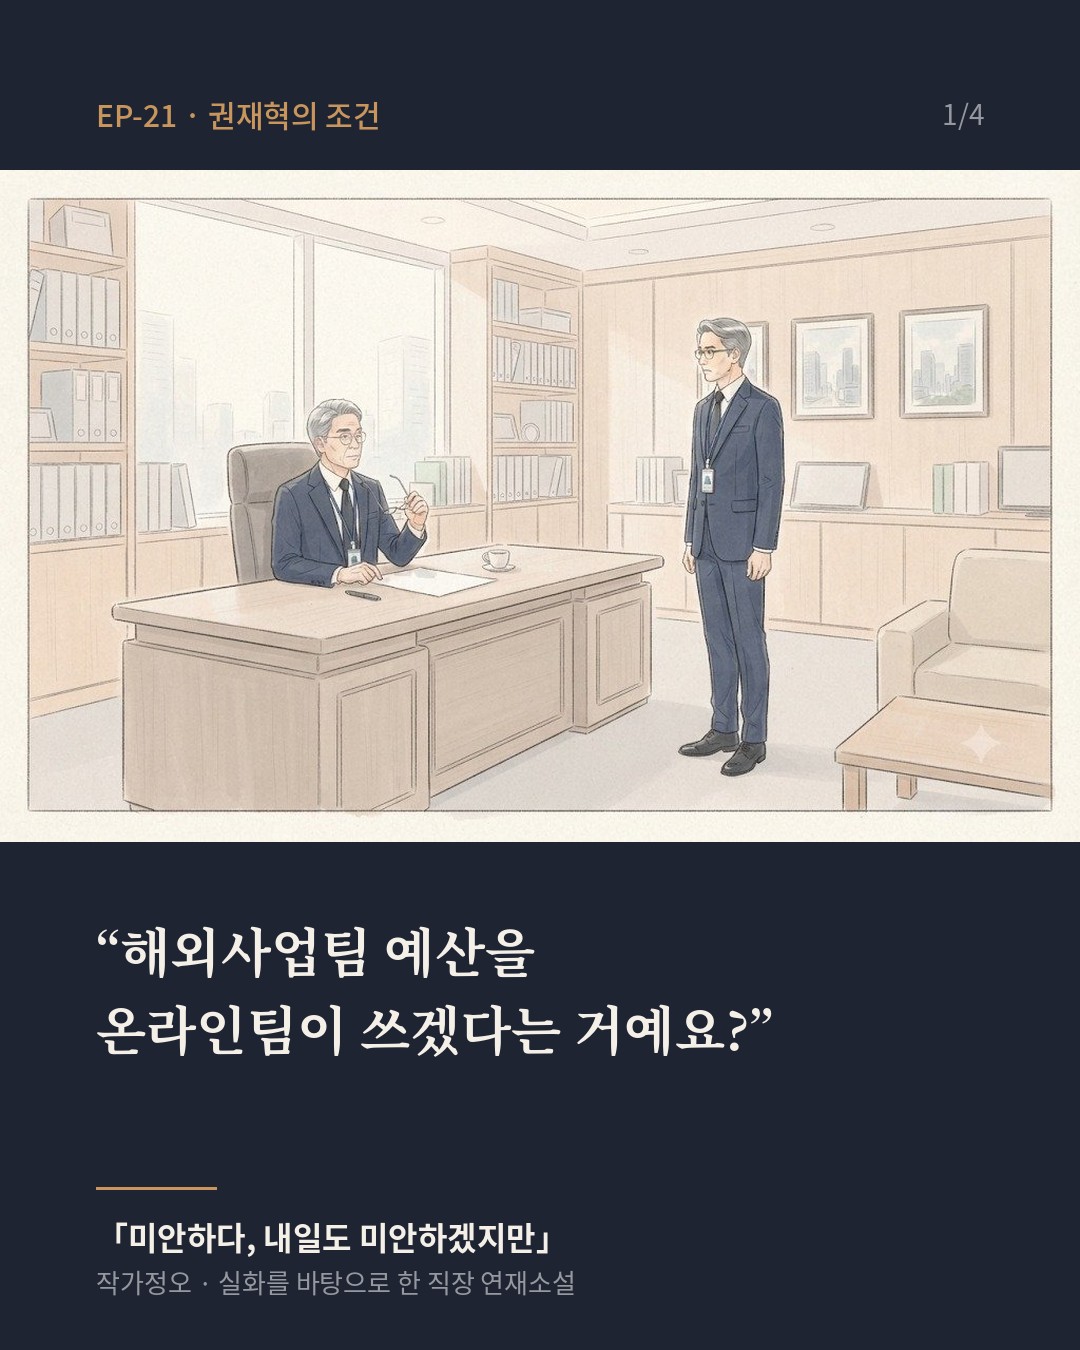 EP-21 · 권재혁의 조건
1/4
“해외사업팀 예산을
온라인팀이 쓰겠다는 거예요?”
「미안하다, 내일도 미안하겠지만」
작가정오 · 실화를 바탕으로 한 직장 연재소설